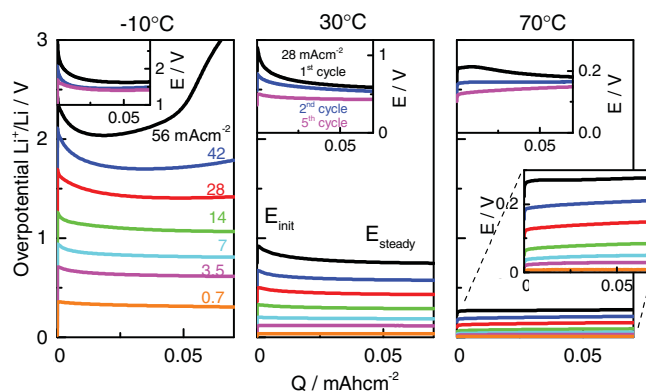 -10°C
30°C
70°C
Overpotential Li⁺/Li / V
3
2
1
0
0
0.05
56 mAcm⁻²
42
28
14
7
3.5
0.7
0.05
2
1
E / V
0
0.05
E_init
E_steady
28 mAcm⁻²
1ˢᵗ cycle
2ⁿᵈ cycle
5ᵗʰ cycle
0.05
1
0
E / V
0
0.05
0.05
0.2
0.0
E / V
E / V
0.2
0
0
0.05
Q / mAhcm⁻²